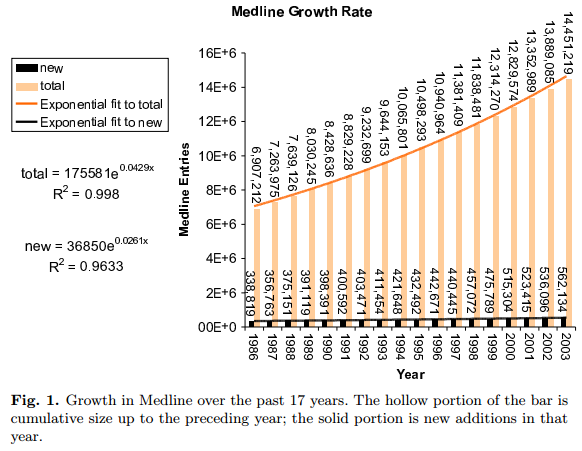 Medline Growth Rate
new
total
Exponential fit to total
Exponential fit to new
total = 175581e^0.0429x
R² = 0.998
new = 36850e^0.0261x
R² = 0.9633
Medline Entries
16E+6
14E+6
12E+6
10E+6
8E+6
6E+6
4E+6
2E+6
00E+0
6,907,212
7,263,975
7,639,126
8,030,245
8,428,636
8,829,228
9,232,699
9,644,153
10,065,801
10,498,293
10,940,964
11,381,409
11,838,481
12,314,270
12,829,574
13,352,989
13,889,085
14,451,219
338,819
356,763
375,151
391,119
398,391
400,592
403,471
411,454
421,648
432,492
442,671
440,445
457,072
475,789
515,304
523,415
536,096
562,134
1986
1987
1988
1989
1990
1991
1992
1993
1994
1995
1996
1997
1998
1999
2000
2001
2002
2003
Year
Fig. 1. Growth in Medline over the past 17 years. The hollow portion of the bar is
cumulative size up to the preceding year; the solid portion is new additions in that
year.